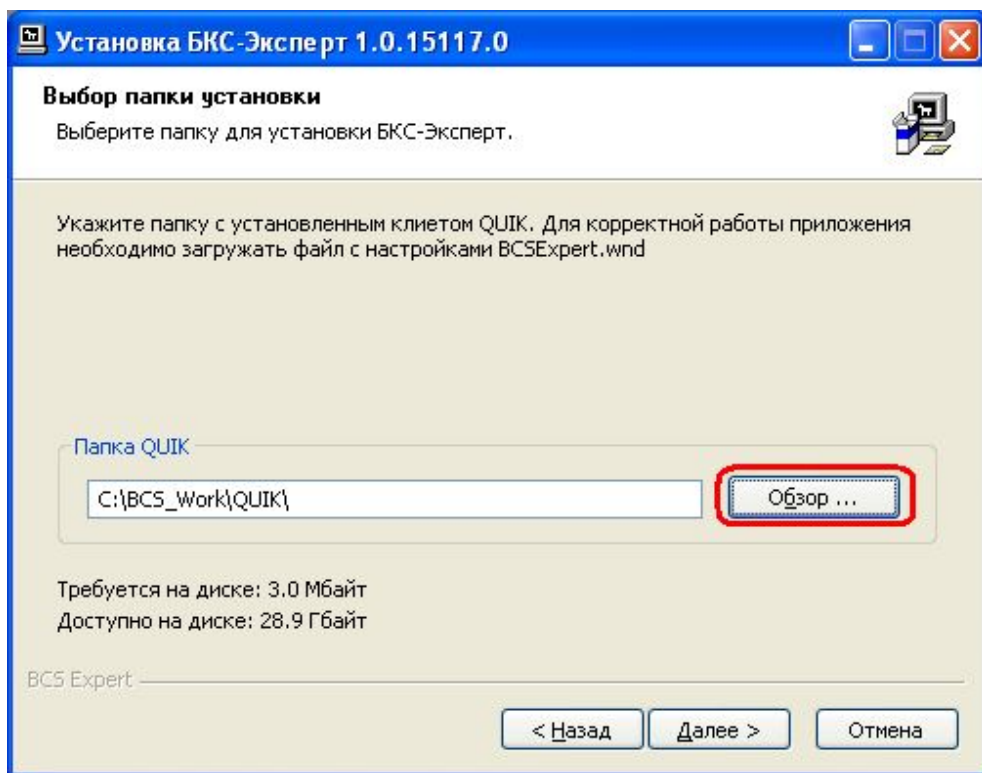 Установка БКС-Эксперт 1.0.15117.0
Выбор папки установки
Выберите папку для установки БКС-Эксперт.
Укажите папку с установленным клиетом QUIK. Для корректной работы приложения
необходимо загружать файл с настройками BCSExpert.wnd
Папка QUIK
C:\BCS_Work\QUIK\
Обзор ...
Требуется на диске: 3.0 Мбайт
Доступно на диске: 28.9 Гбайт
BCS Expert
< Назад
Далее >
Отмена